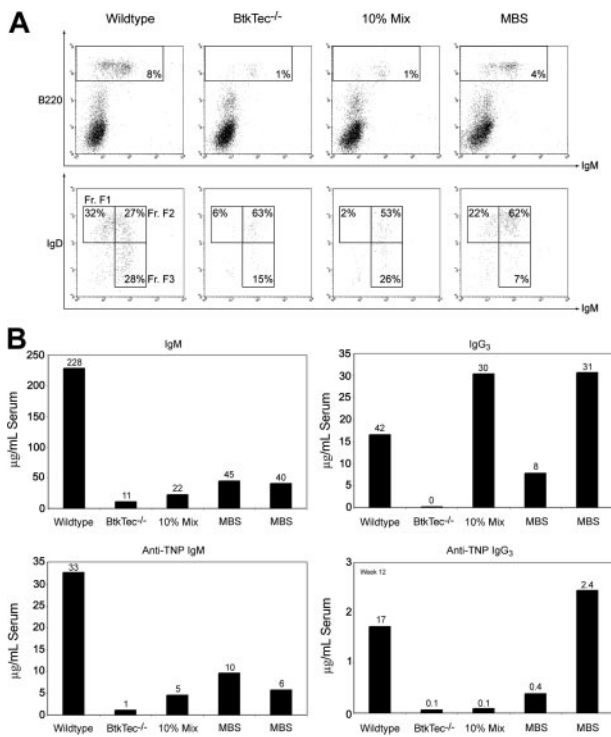 A
Wildtype BtkTec-/- 10% Mix MBS
B220
8% 1% 1% 4%
IgM
Fr. F1
32% 27% Fr. F2 6% 63% 2% 53% 22% 62%
IgD
28% Fr. F3 15% 26% 7%
IgM
B
IgM
µg/mL Serum
250
200
150
100
50
0
228 11 22 45 40
Wildtype BtkTec-/- 10% Mix MBS MBS
IgG3
µg/mL Serum
35
30
25
20
15
10
5
0
42 0 30 8 31
Wildtype BtkTec-/- 10% Mix MBS MBS
Anti-TNP IgM
µg/mL Serum
35
30
25
20
15
10
5
0
33 1 5 10 6
Wildtype BtkTec-/- 10% Mix MBS MBS
Anti-TNP IgG3
Week 12
µg/mL Serum
3
2
1
0
17 0.1 0.1 0.4 2.4
Wildtype BtkTec-/- 10% Mix MBS MBS